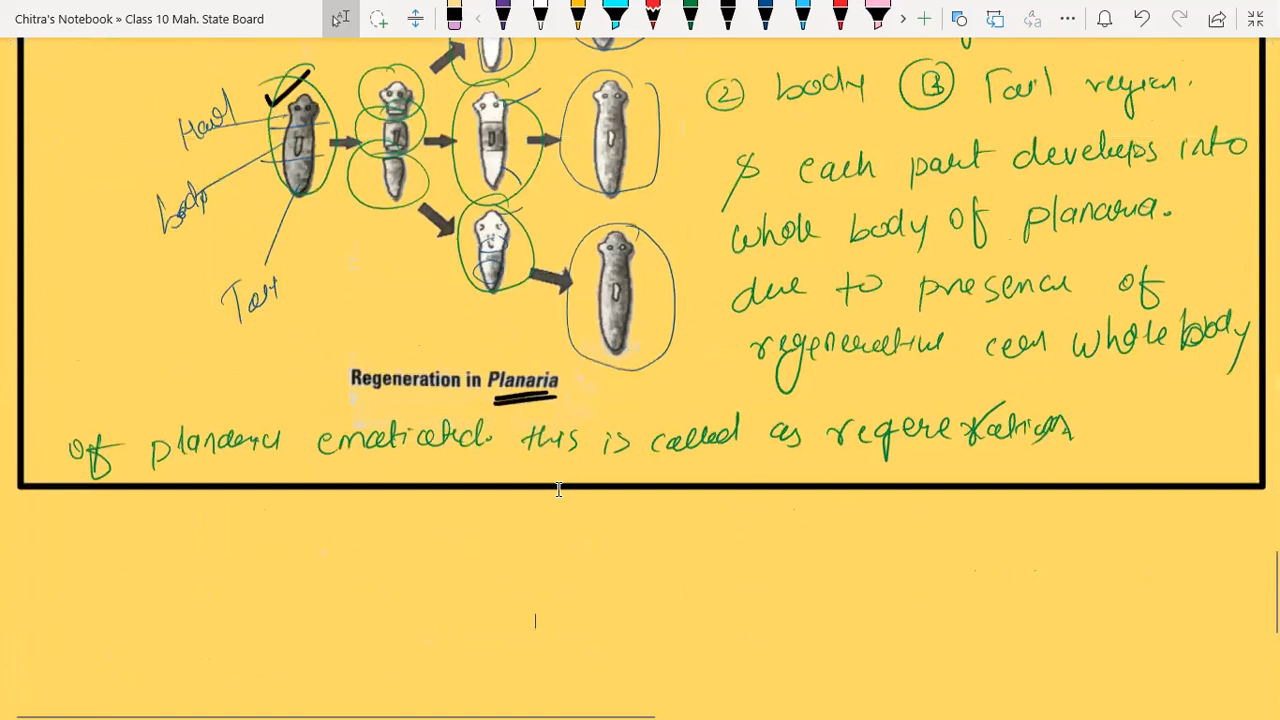 Chitra's Notebook » Class 10 Mah. State Board
② body ③ Tail region.
& each part develops into
whole body of planaria.
due to presence of
regenerative cell whole body
Head
body
Tail
Regeneration in Planaria
of this is called as regeneration